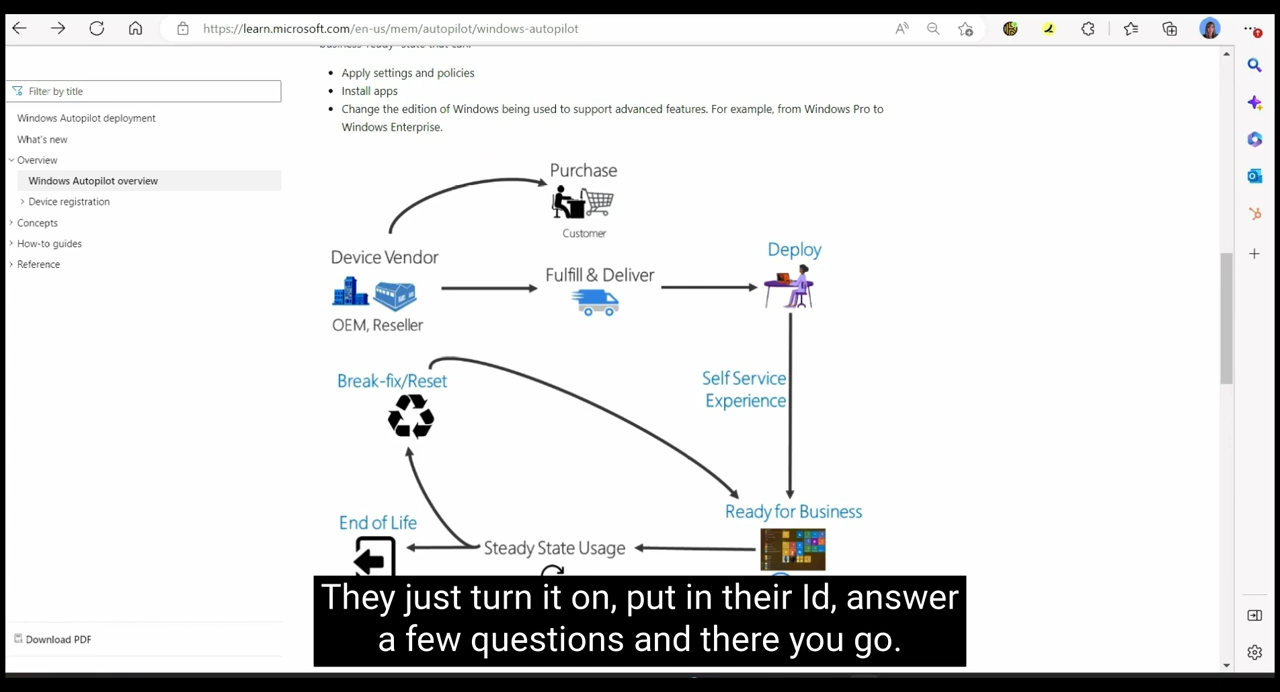 https://learn.microsoft.com/en-us/mem/autopilot/windows-autopilot
Filter by title
Windows Autopilot deployment
What's new
Overview
Windows Autopilot overview
Device registration
Concepts
How-to guides
Reference
Download PDF
business-ready state that can:
• Apply settings and policies
• Install apps
• Change the edition of Windows being used to support advanced features. For example, from Windows Pro to
Windows Enterprise.
Purchase
Customer
Device Vendor
OEM, Reseller
Fulfill & Deliver
Deploy
Self Service
Experience
Break-fix/Reset
Ready for Business
End of Life
Steady State Usage
They just turn it on, put in their Id, answer
a few questions and there you go.